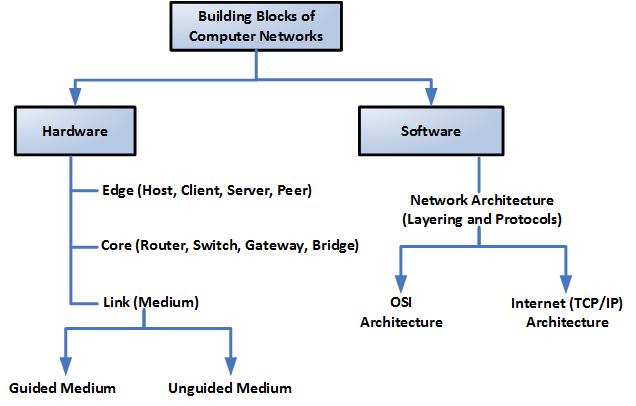 Building Blocks of
Computer Networks
Hardware
Software
Edge (Host, Client, Server, Peer)
Core (Router, Switch, Gateway, Bridge)
Link (Medium)
Guided Medium
Unguided Medium
Network Architecture
(Layering and Protocols)
OSI
Architecture
Internet (TCP/IP)
Architecture